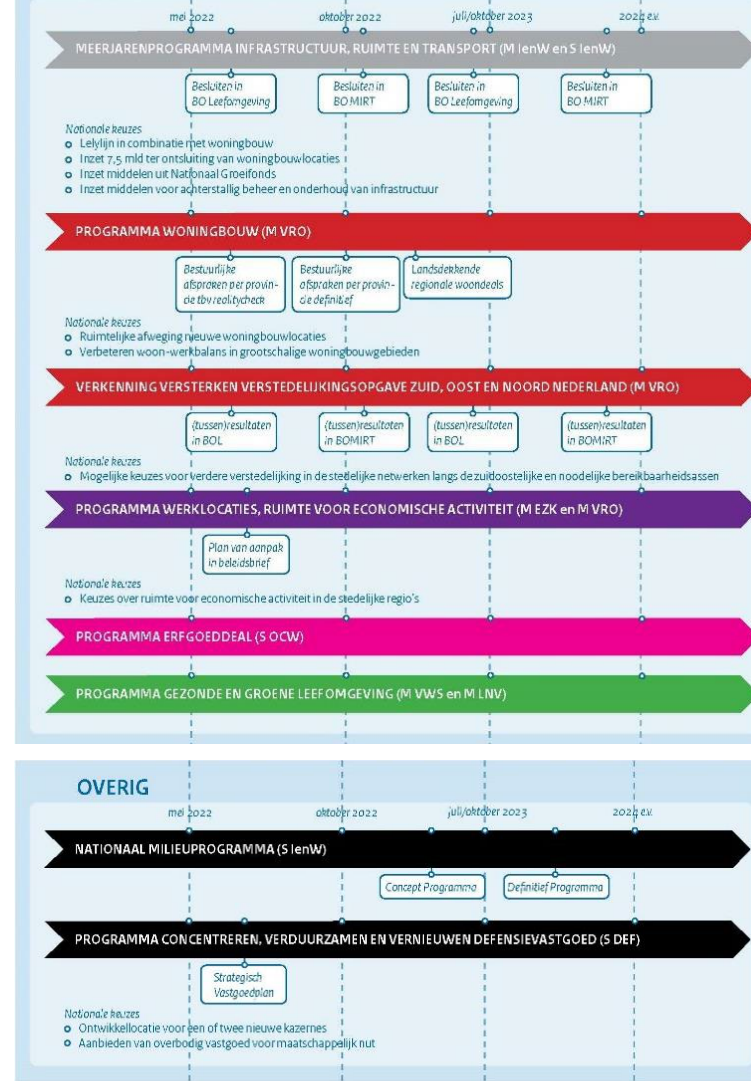 mei 2022 oktober 2022 juli/oktober 2023 2024 e.v.
MEERJARENPROGRAMMA INFRASTRUCTUUR, RUIMTE EN TRANSPORT (M IenW en S IenW)
Besluiten in
BO Leefomgeving
Besluiten in
BO MIRT
Besluiten in
BO Leefomgeving
Besluiten in
BO MIRT
Nationale keuzes
Lelylijn in combinatie met woningbouw
Inzet 7,5 mld ter ontsluiting van woningbouwlocaties
Inzet middelen uit Nationaal Groeifonds
Inzet middelen voor achterstallig beheer en onderhoud van infrastructuur
PROGRAMMA WONINGBOUW (M VRO)
Bestuurlijke
afspraken per provin-
cie tbv realitycheck
Bestuurlijke
afspraken per provin-
cie definitief
Landsdekkende
regionale woondeals
Nationale keuzes
Ruimtelijke afweging nieuwe woningbouwlocaties
Verbeteren woon-werkbalans in grootschalige woningbouwgebieden
VERKENNING VERSTERKEN VERSTEDELIJKINGSOPGAVE ZUID, OOST EN NOORD NEDERLAND (M VRO)
(tussen)resultaten
in BOL
(tussen)resultaten
in BOMIRT
(tussen)resultaten
in BOL
(tussen)resultaten
in BOMIRT
Nationale keuzes
Mogelijke keuzes voor verdere verstedelijking in de stedelijke netwerken langs de zuidoostelijke en noodelijke bereikbaarheidsassen
PROGRAMMA WERKLOCATIES, RUIMTE VOOR ECONOMISCHE ACTIVITEIT (M EZK en M VRO)
Plan van aanpak
in beleidsbrief
Nationale keuzes
Keuzes over ruimte voor economische activiteit in de stedelijke regio's
PROGRAMMA ERFGOEDDEAL (S OCW)
PROGRAMMA GEZONDE EN GROENE LEEFOMGEVING (M VWS en M LNV)
OVERIG
mei 2022 oktober 2022 juli/oktober 2023 2024 e.v.
NATIONAAL MILIEUPROGRAMMA (S IenW)
Concept Programma
Definitief Programma
PROGRAMMA CONCENTREREN, VERDUURZAMEN EN VERNIEUWEN DEFENSIEVASTGOED (S DEF)
Strategisch
Vastgoedplan
Nationale keuzes
Ontwikkellocatie voor een of twee nieuwe kazernes
Aanbieden van overbodig vastgoed voor maatschappelijk nut